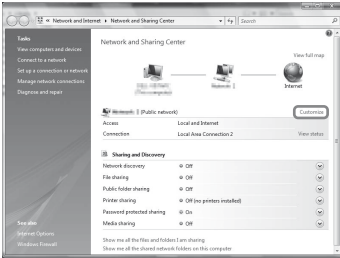 « Network and Internet ▸ Network and Sharing Center
Search
Tasks
View computers and devices
Connect to a network
Set up a connection or network
Manage network connections
Diagnose and repair
See also
Internet Options
Windows Firewall
Network and Sharing Center
View full map
Internet
(Public network)
Customize
Access Local and Internet
Connection Local Area Connection 2 View status
Sharing and Discovery
Network discovery Off
File sharing Off
Public folder sharing Off
Printer sharing Off (no printers installed)
Password protected sharing On
Media sharing Off
Show me all the files and folders I am sharing
Show me all the shared network folders on this computer